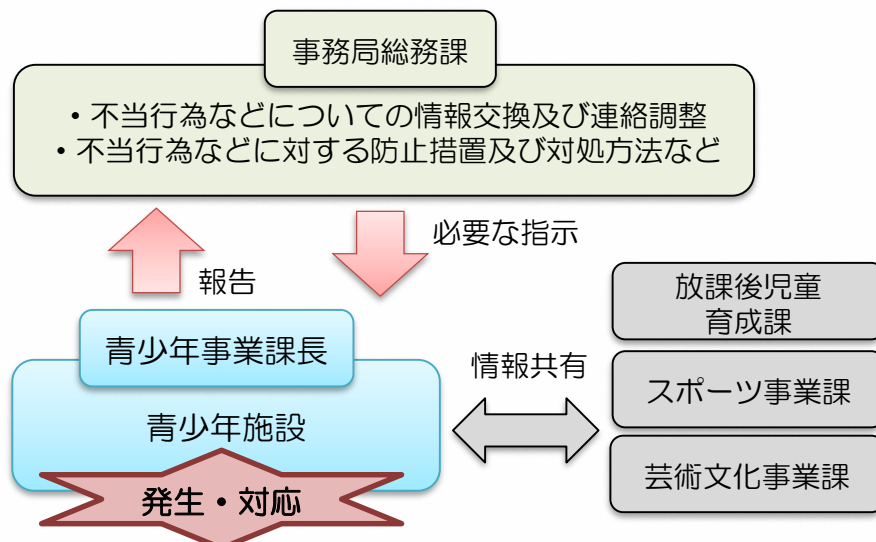 事務局総務課
・不当行為などについての情報交換及び連絡調整
・不当行為などに対する防止措置及び対処方法など
報告
必要な指示
青少年事業課長
青少年施設
発生・対応
情報共有
放課後児童
育成課
スポーツ事業課
芸術文化事業課